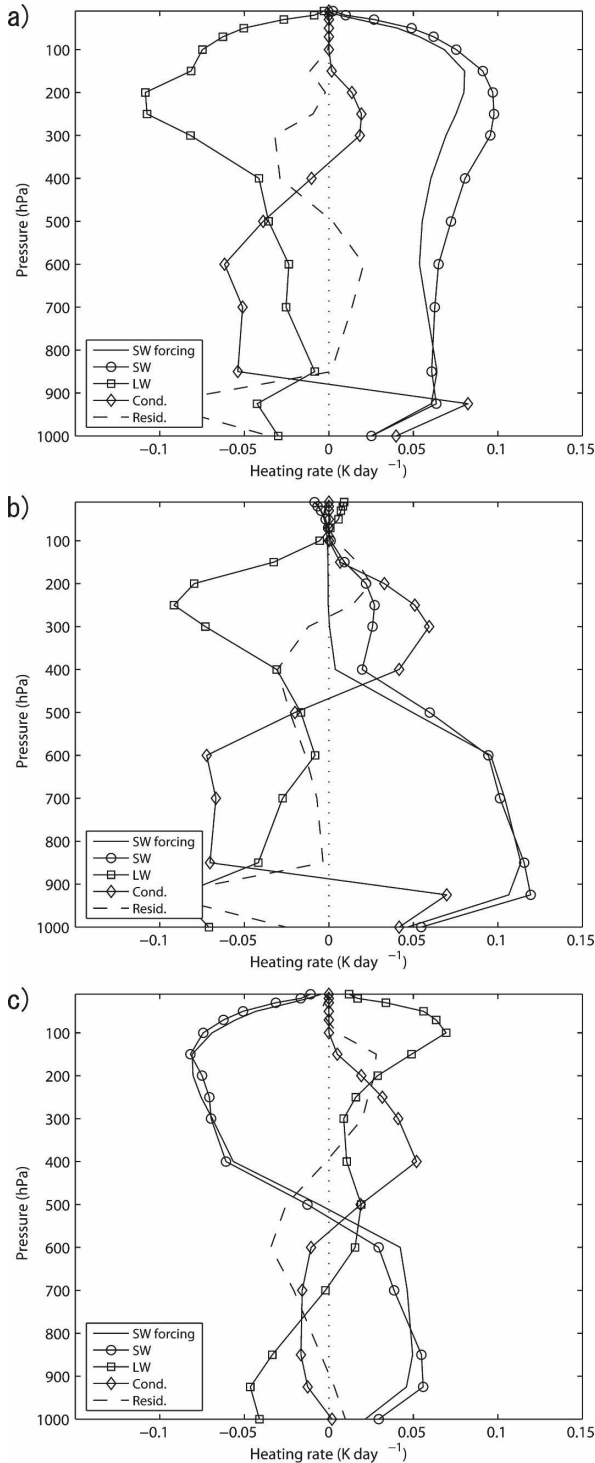 a)
100
200
300
400
500
600
700
800
900
1000
Pressure (hPa)
SW forcing
SW
LW
Cond.
Resid.
−0.1 −0.05 0 0.05 0.1 0.15
Heating rate (K day −1)
b)
100
200
300
400
500
600
700
800
900
1000
Pressure (hPa)
SW forcing
SW
LW
Cond.
Resid.
−0.1 −0.05 0 0.05 0.1 0.15
Heating rate (K day −1)
c)
100
200
300
400
500
600
700
800
900
1000
Pressure (hPa)
SW forcing
SW
LW
Cond.
Resid.
−0.1 −0.05 0 0.05 0.1 0.15
Heating rate (K day −1)